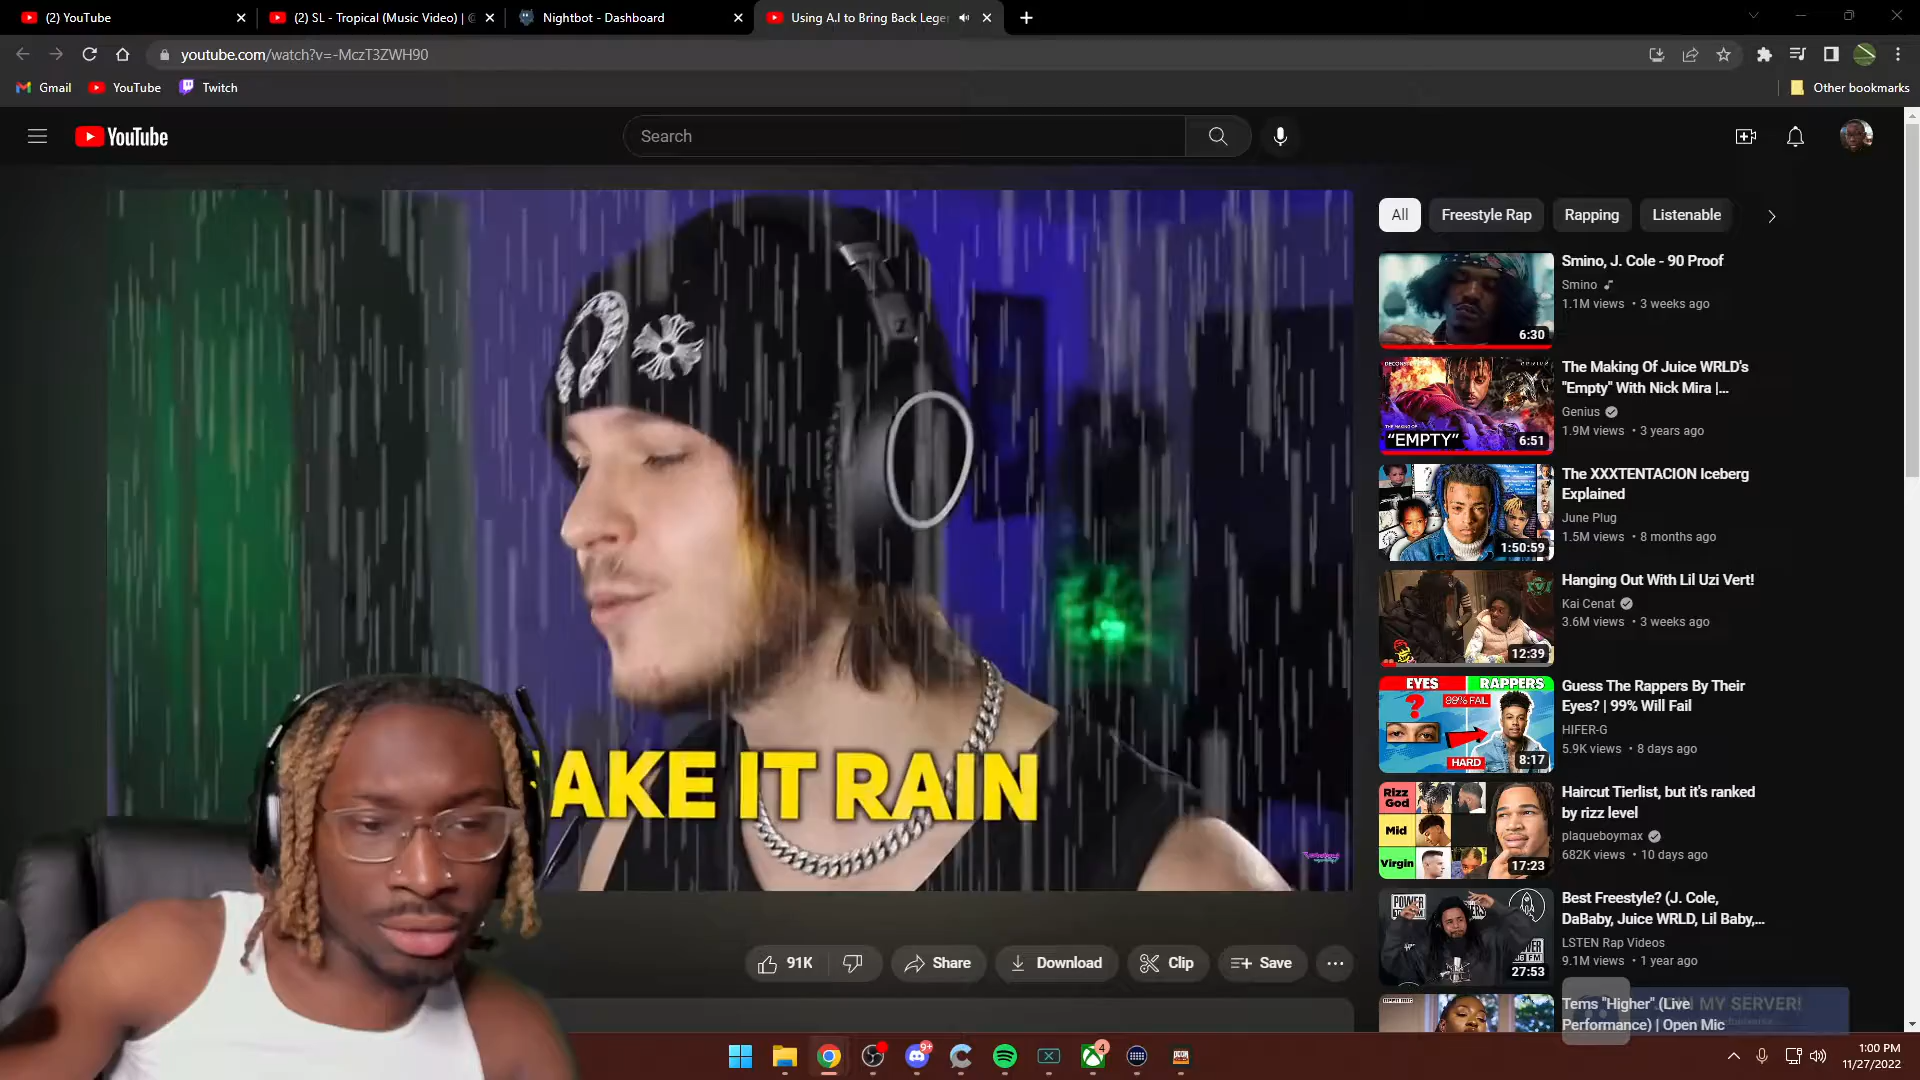 (2) YouTube
(2) SL - Tropical (Music Video) |
Nightbot - Dashboard
Using A.I to Bring Back Lege
youtube.com/watch?v=-MczT3ZWH90
Gmail
YouTube
Twitch
Other bookmarks
YouTube
Search
All
Freestyle Rap
Rapping
Listenable
Smino, J. Cole - 90 Proof
Smino
1.1M views • 3 weeks ago
6:30
The Making Of Juice WRLD's
"Empty" With Nick Mira |...
Genius
1.9M views • 3 years ago
"EMPTY"
6:51
The XXXTENTACION Iceberg
Explained
June Plug
1.5M views • 8 months ago
1:50:59
Hanging Out With Lil Uzi Vert!
Kai Cenat
3.6M views • 3 weeks ago
12:39
EYES
RAPPERS
99% FAIL
HARD
8:17
Guess The Rappers By Their
Eyes? | 99% Will Fail
HIFER-G
5.9K views • 8 days ago
Rizz
God
Mid
Virgin
17:23
Haircut Tierlist, but it's ranked
by rizz level
plaqueboymax
682K views • 10 days ago
POWER
27:53
Best Freestyle? (J. Cole,
DaBaby, Juice WRLD, Lil Baby,...
LSTEN Rap Videos
9.1M views • 1 year ago
Tems "Higher" (Live
Performance) | Open Mic
MY SERVER!
AKE IT RAIN
91K
Share
Download
Clip
Save
9+
4
1:00 PM
11/27/2022